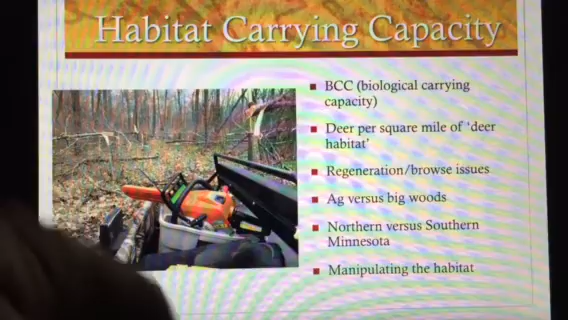 Habitat Carrying Capacity
BCC (biological carrying
capacity)
Deer per square mile of 'deer
habitat'
Regeneration/browse issues
Ag versus big woods
Northern versus Southern
Minnesota
Manipulating the habitat